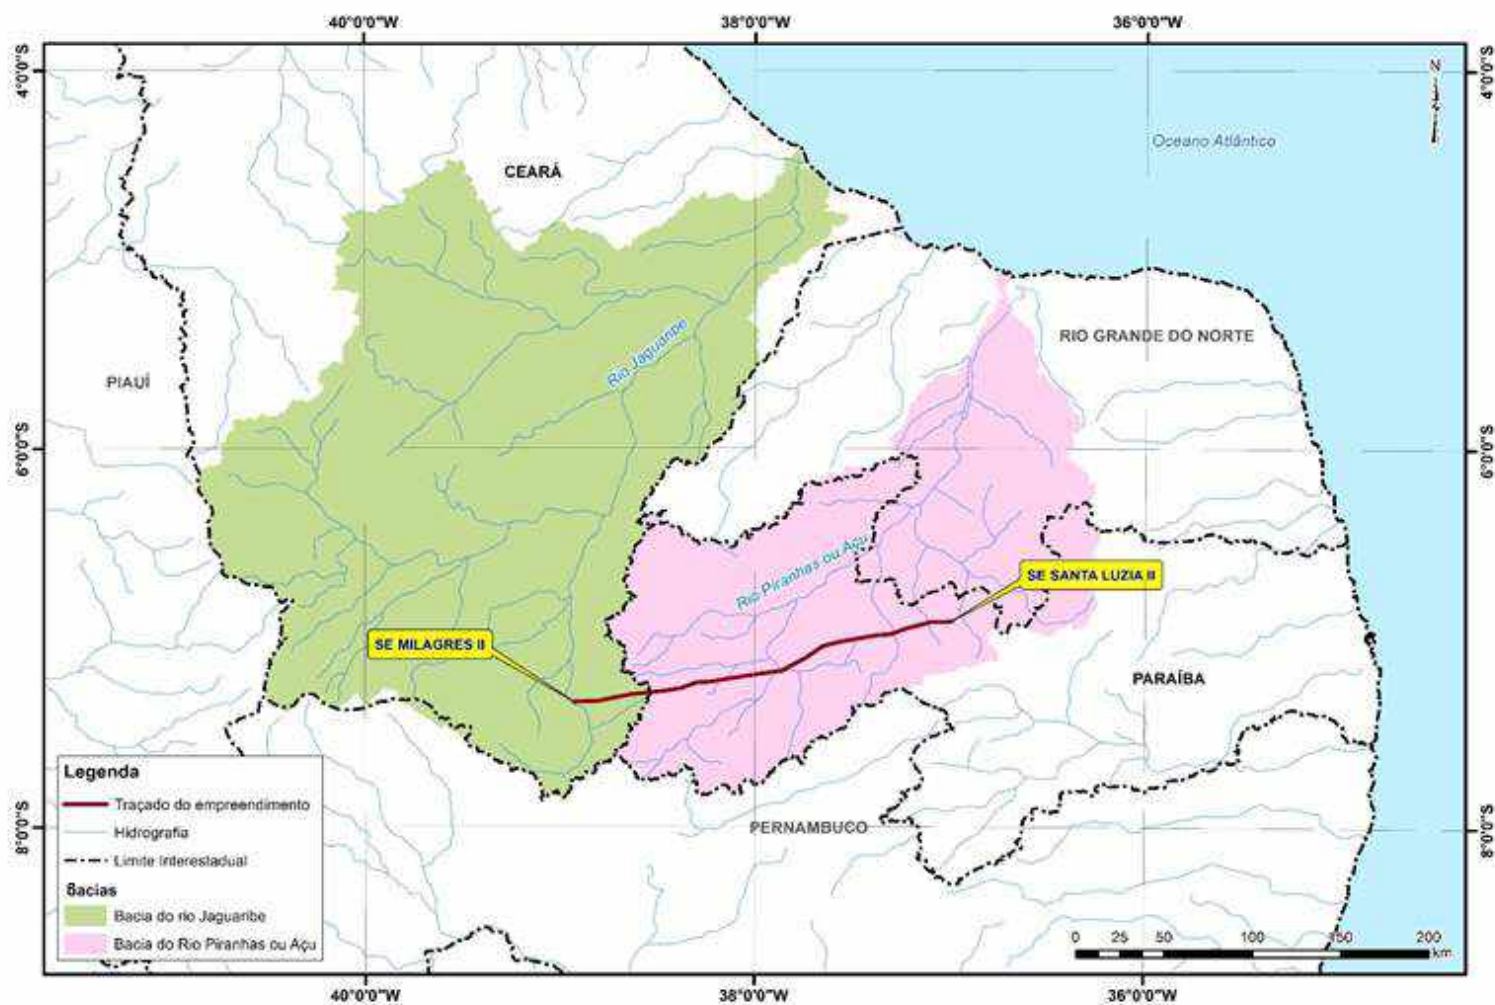 40°0'0"W 38°0'0"W 36°0'0"W
4°0'0"S 4°0'0"S
N
Oceano Atlântico
CEARÁ
RIO GRANDE DO NORTE
Rio Jaguaribe
PIAUÍ
6°0'0"S 6°0'0"S
Rio Piranhas ou Açu
SE SANTA LUZIA II
SE MILAGRES II
PARAÍBA
Legenda
Traçado do empreendimento
Hidrografia
Limite Interestadual
PERNAMBUCO
8°0'0"S 8°0'0"S
Bacias
Bacia do rio Jaguaribe
Bacia do Rio Piranhas ou Açu
0 25 50 100 150 200
km
40°0'0"W 38°0'0"W 36°0'0"W